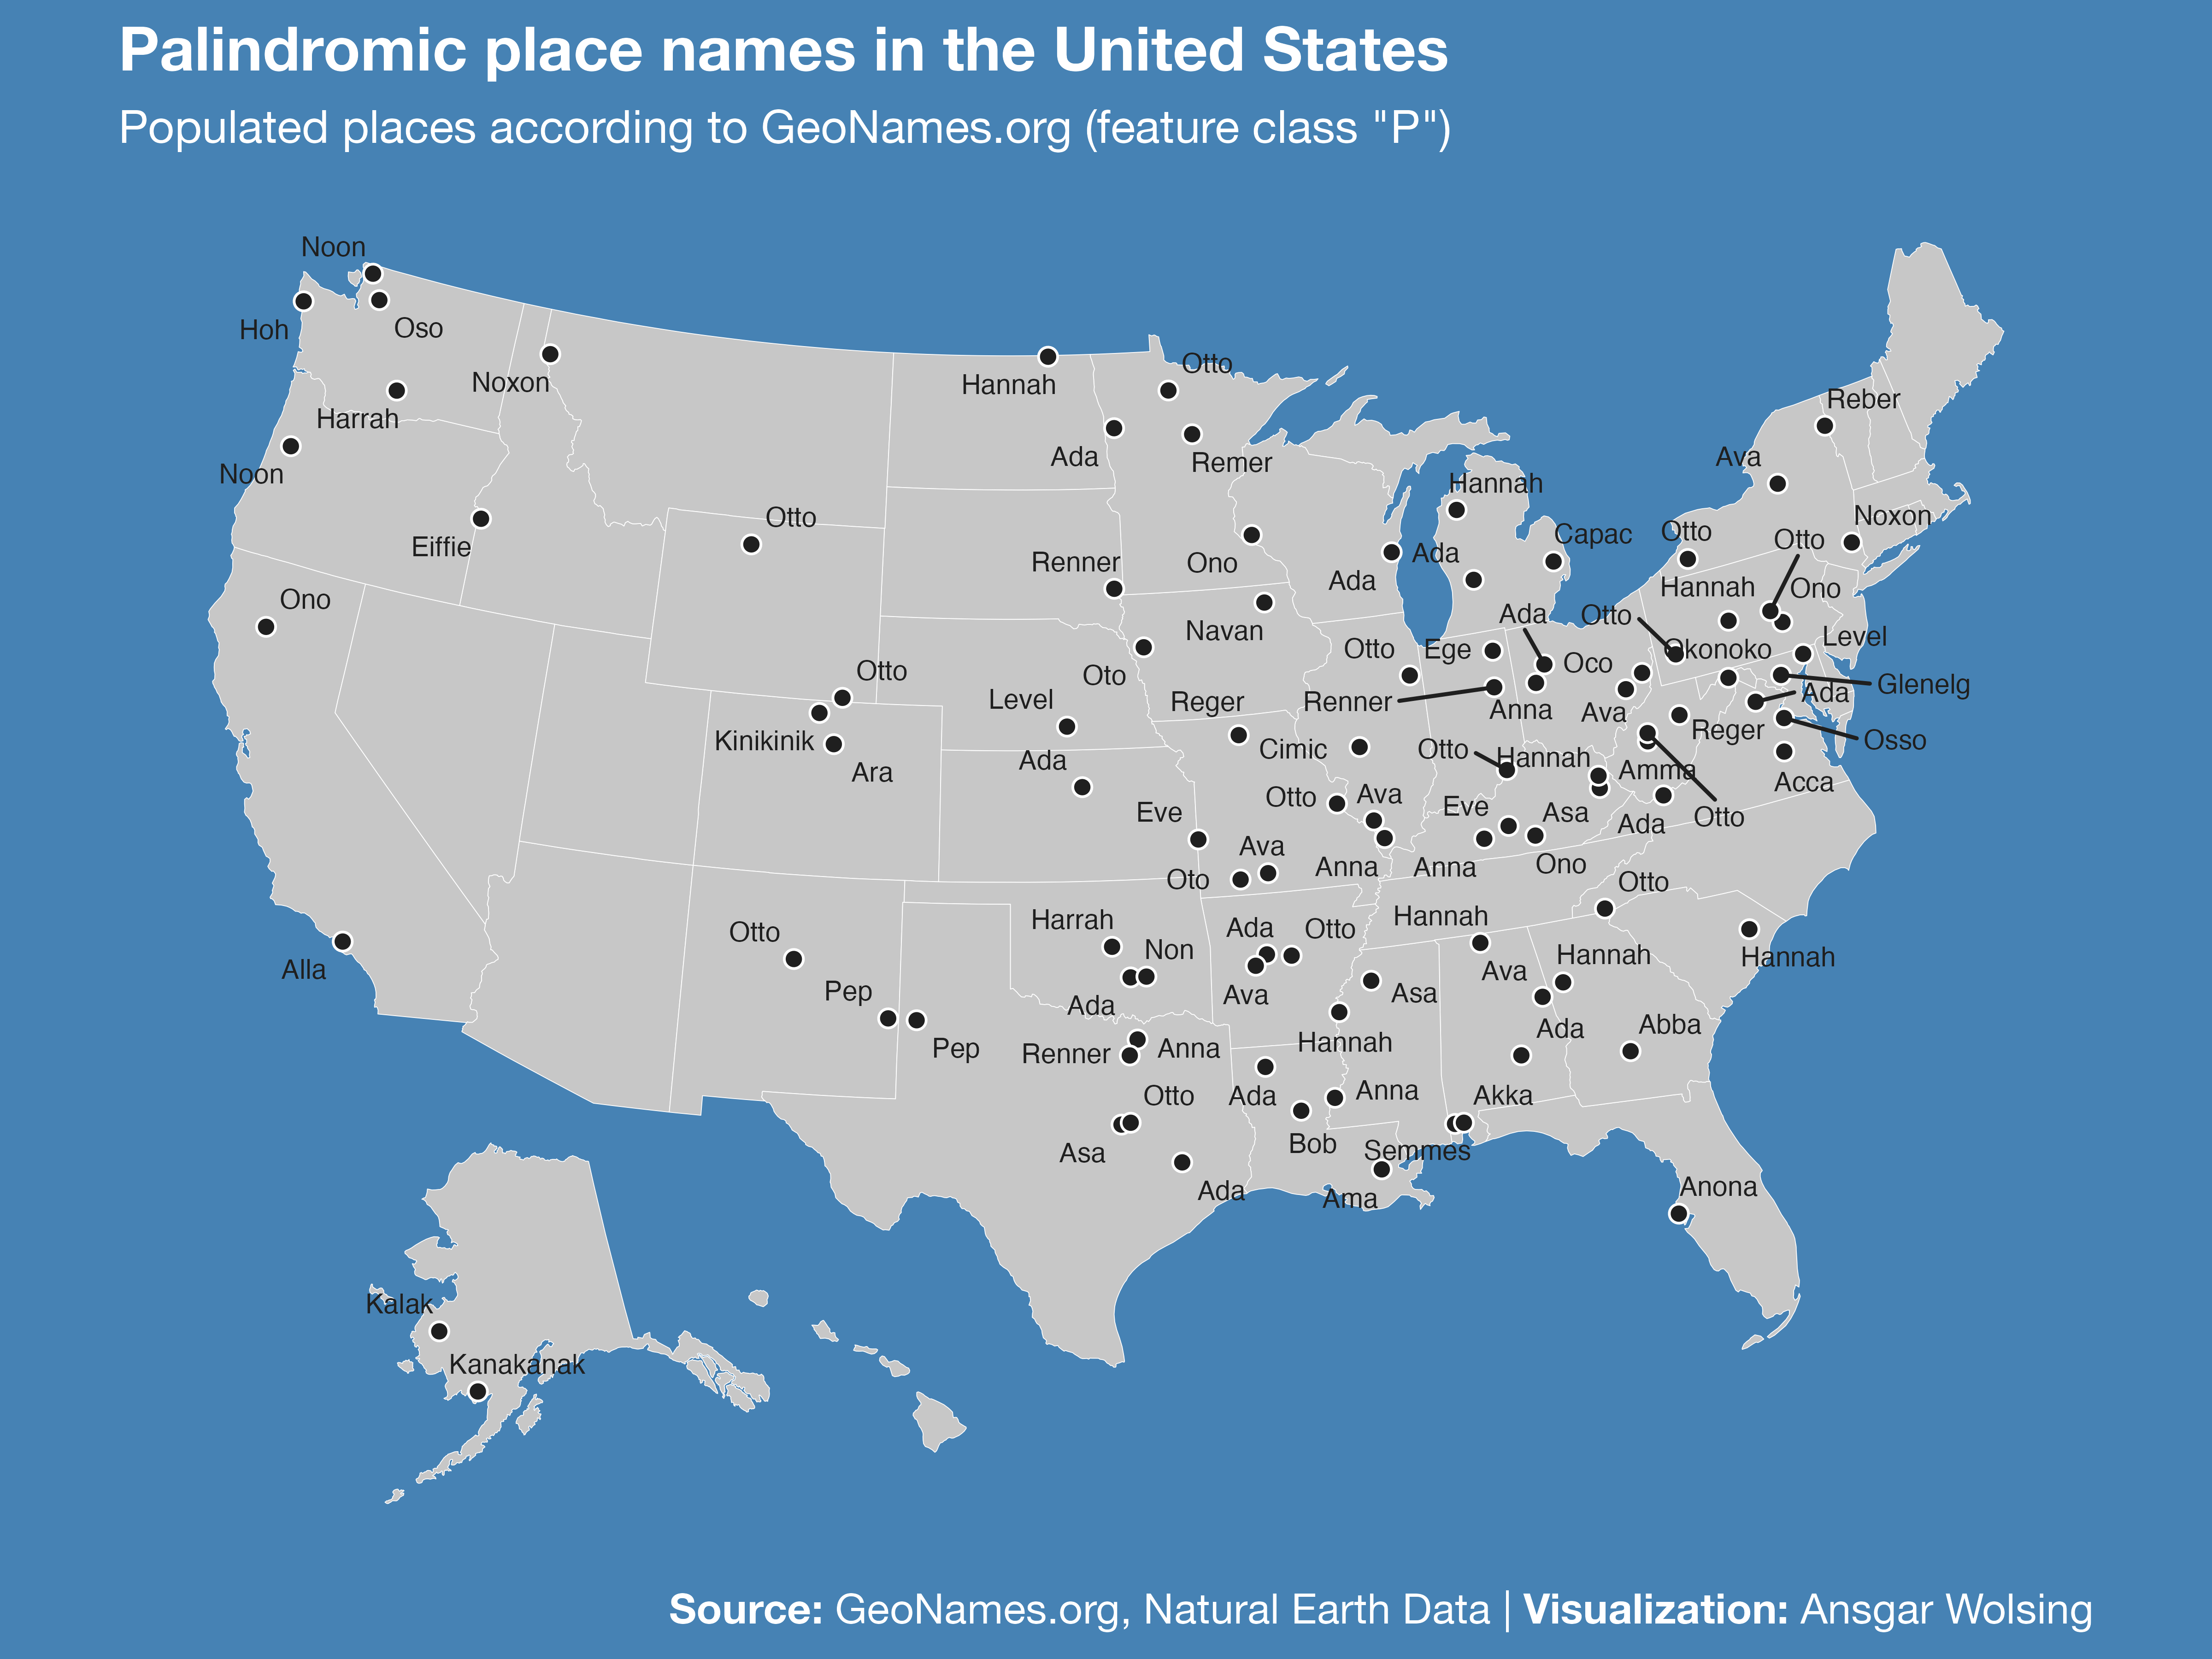 Palindromic place names in the United States
Populated places according to GeoNames.org (feature class "P")
Noon
Hoh
Oso
Noxon
Harrah
Noon
Eiffie
Ono
Otto
Hannah
Otto
Ada
Remer
Renner
Ono
Navan
Oto
Ada
Ada
Hannah
Capac
Reber
Ava
Noxon
Otto
Otto
Hannah
Ono
Otto
Ada
Okonoko
Level
Glenelg
Ada
Osso
Reger
Acca
Otto
Ege
Oco
Renner
Anna
Ava
Otto
Kinikinik
Ara
Level
Ada
Reger
Cimic
Otto
Hannah
Amma
Otto
Ada
Eve
Otto
Ava
Eve
Asa
Ono
Ava
Oto
Anna
Anna
Otto
Alla
Otto
Pep
Pep
Harrah
Non
Ada
Ada
Otto
Ava
Hannah
Ava
Asa
Hannah
Hannah
Ada
Abba
Renner
Anna
Hannah
Otto
Asa
Ada
Ada
Anna
Bob
Akka
Semmes
Ama
Anona
Kalak
Kanakanak
Source: GeoNames.org, Natural Earth Data | Visualization: Ansgar Wolsing